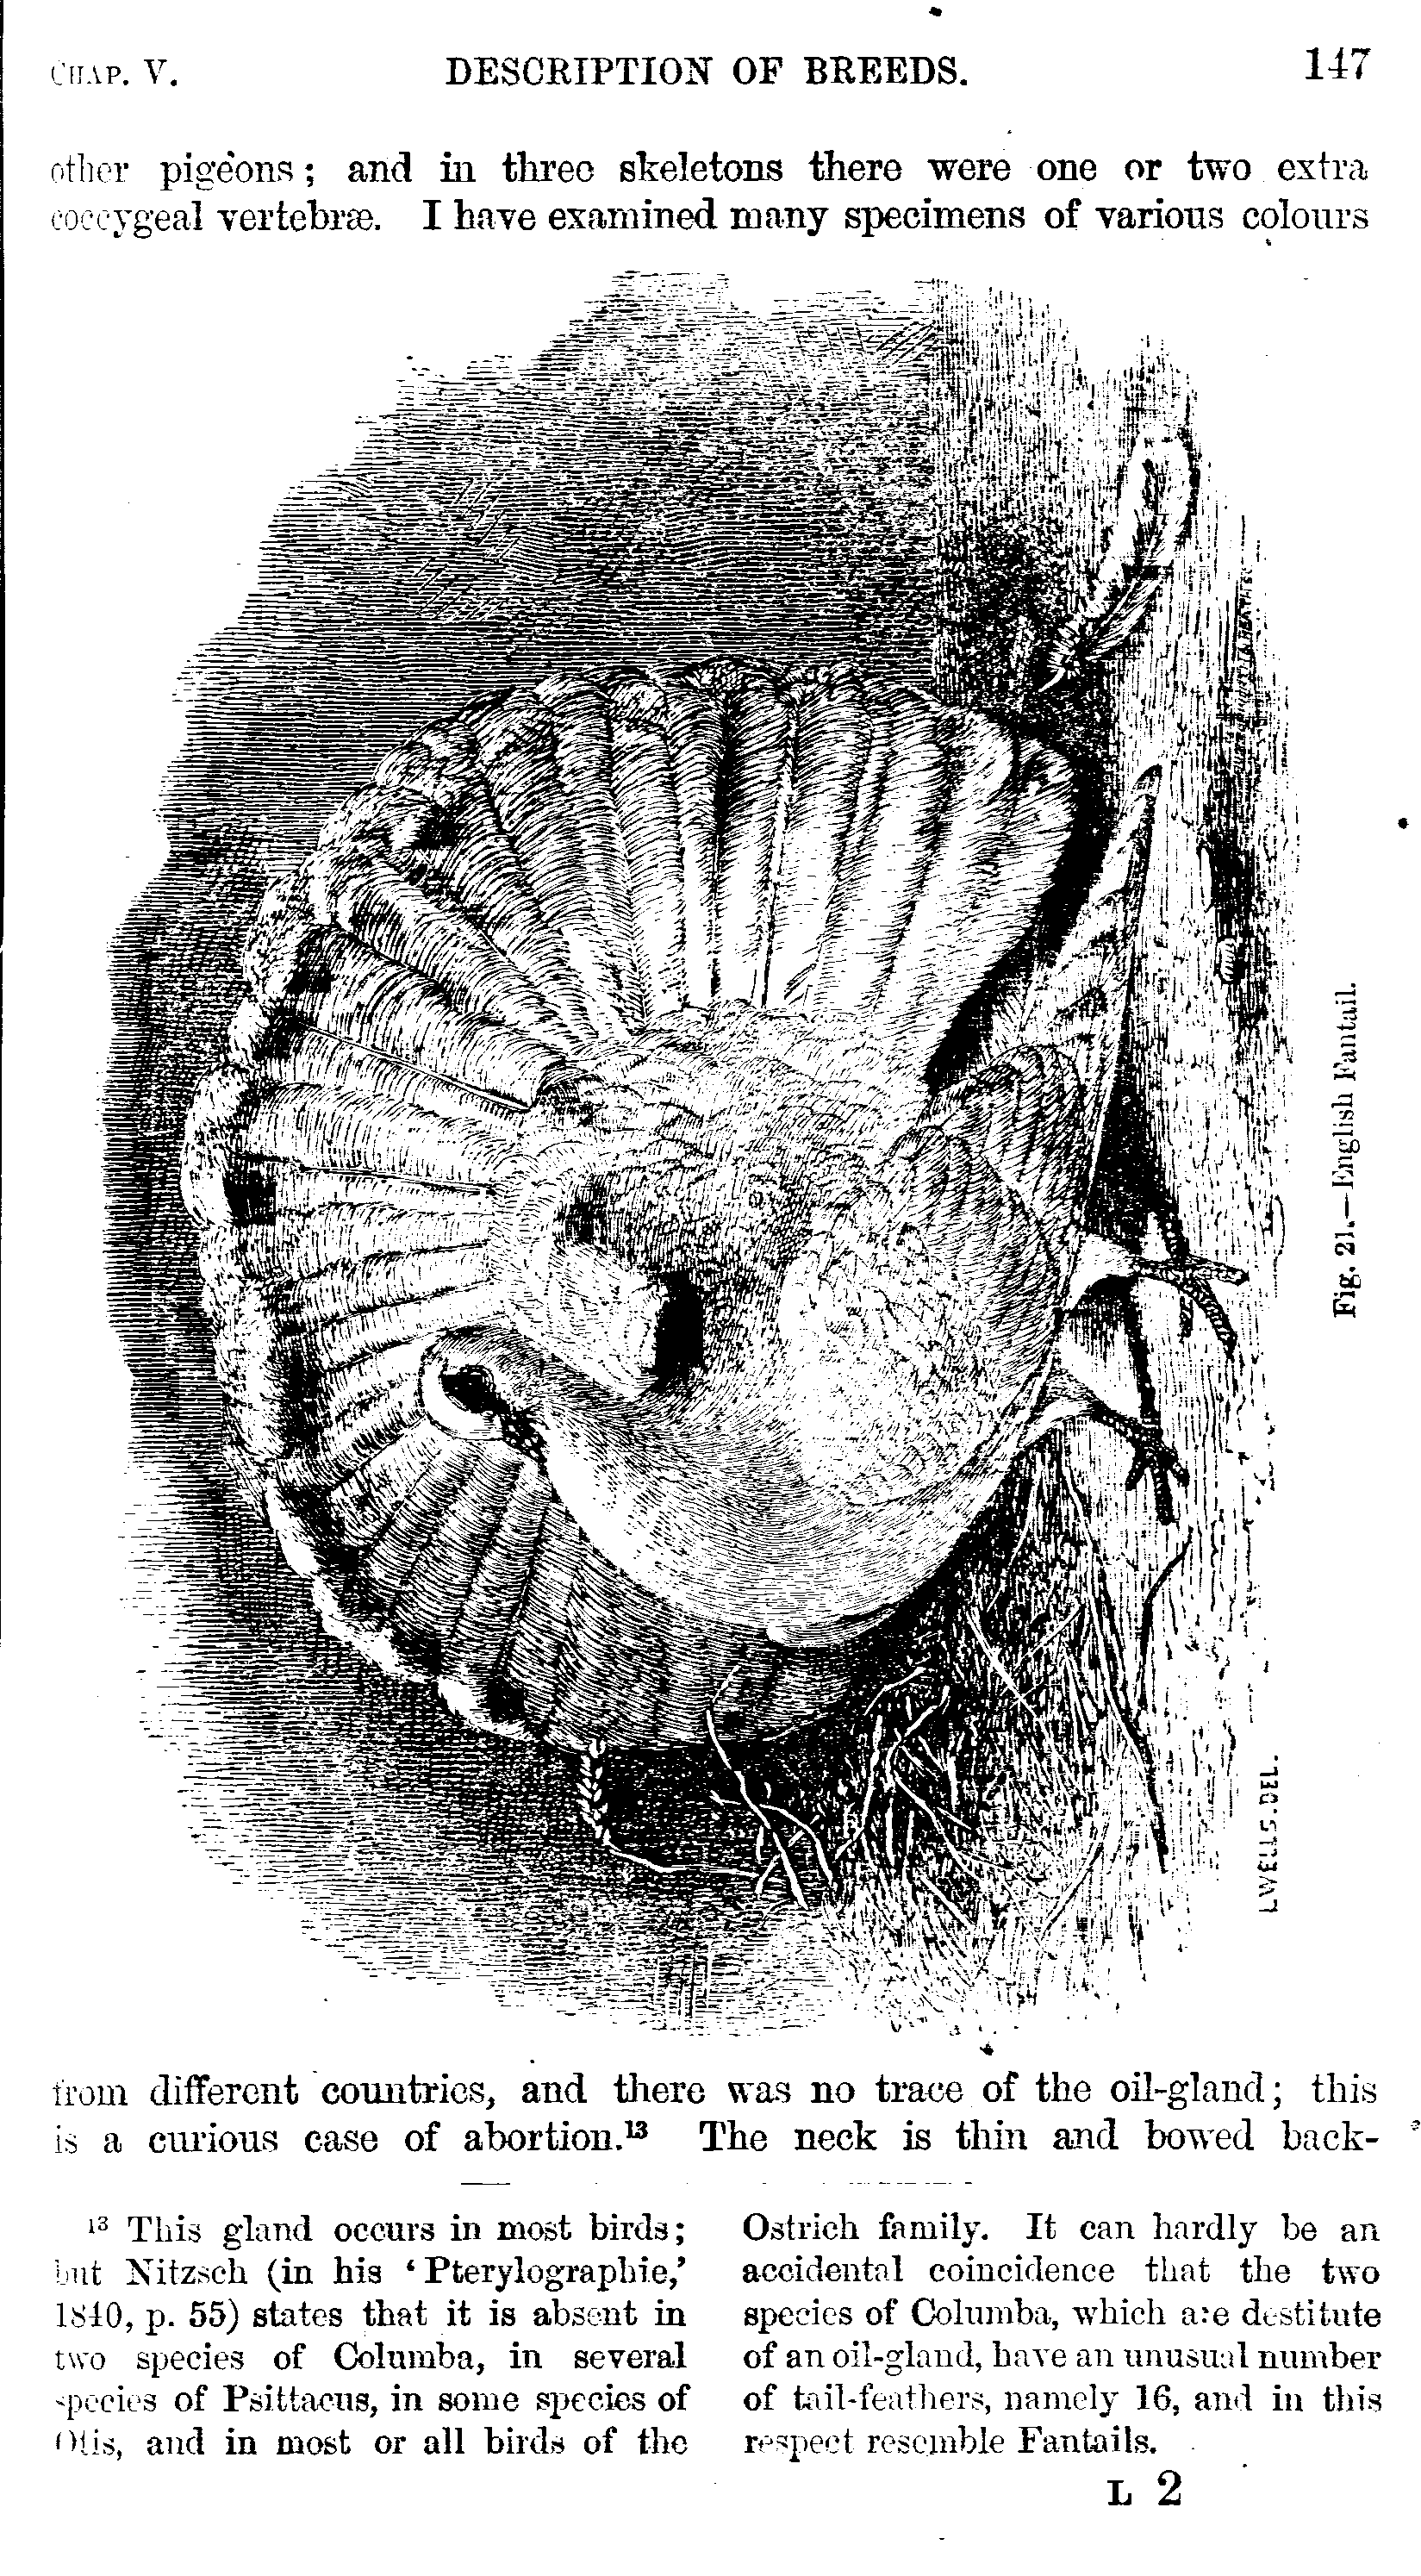 CHAP. V.
DESCRIPTION OF BREEDS.
147
other pigeons; and in three skeletons there were one or two extra
coccygeal vertebræ. I have examined many specimens of various colours
Fig. 21.—English Fantail.
L.WELLS.DEL.
from different countries, and there was no trace of the oil-gland; this
is a curious case of abortion.¹³ The neck is thin and bowed back-
¹³ This gland occurs in most birds;
but Nitzsch (in his ‘Pterylographie,’
1840, p. 55) states that it is absent in
two species of Columba, in several
species of Psittacus, in some species of
Otis, and in most or all birds of the
Ostrich family. It can hardly be an
accidental coincidence that the two
species of Columba, which are destitute
of an oil-gland, have an unusual number
of tail-feathers, namely 16, and in this
respect resemble Fantails.
L 2